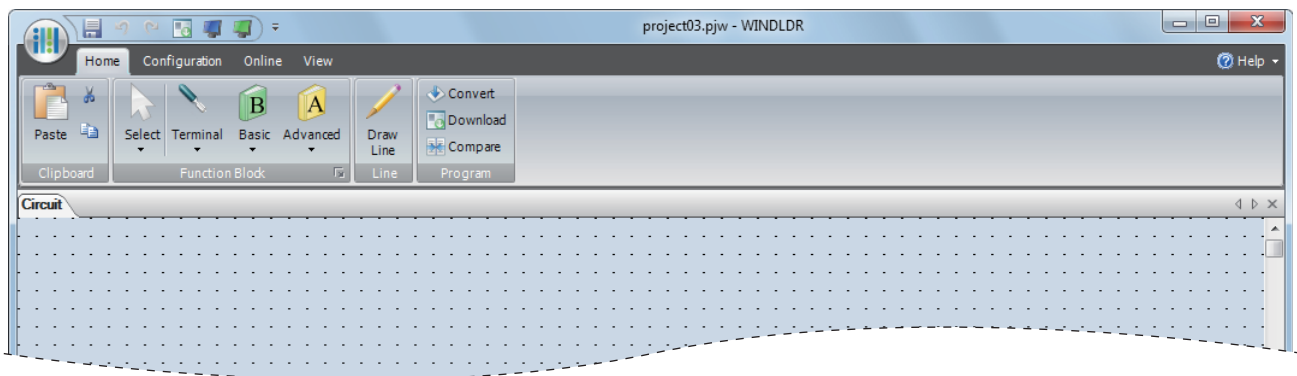 project03.pjw - WINDLDR
Home Configuration Online View Help
Convert
B A
Download
Paste Select Terminal Basic Advanced Draw
Line
Compare
Clipboard Function Block Line Program
Circuit